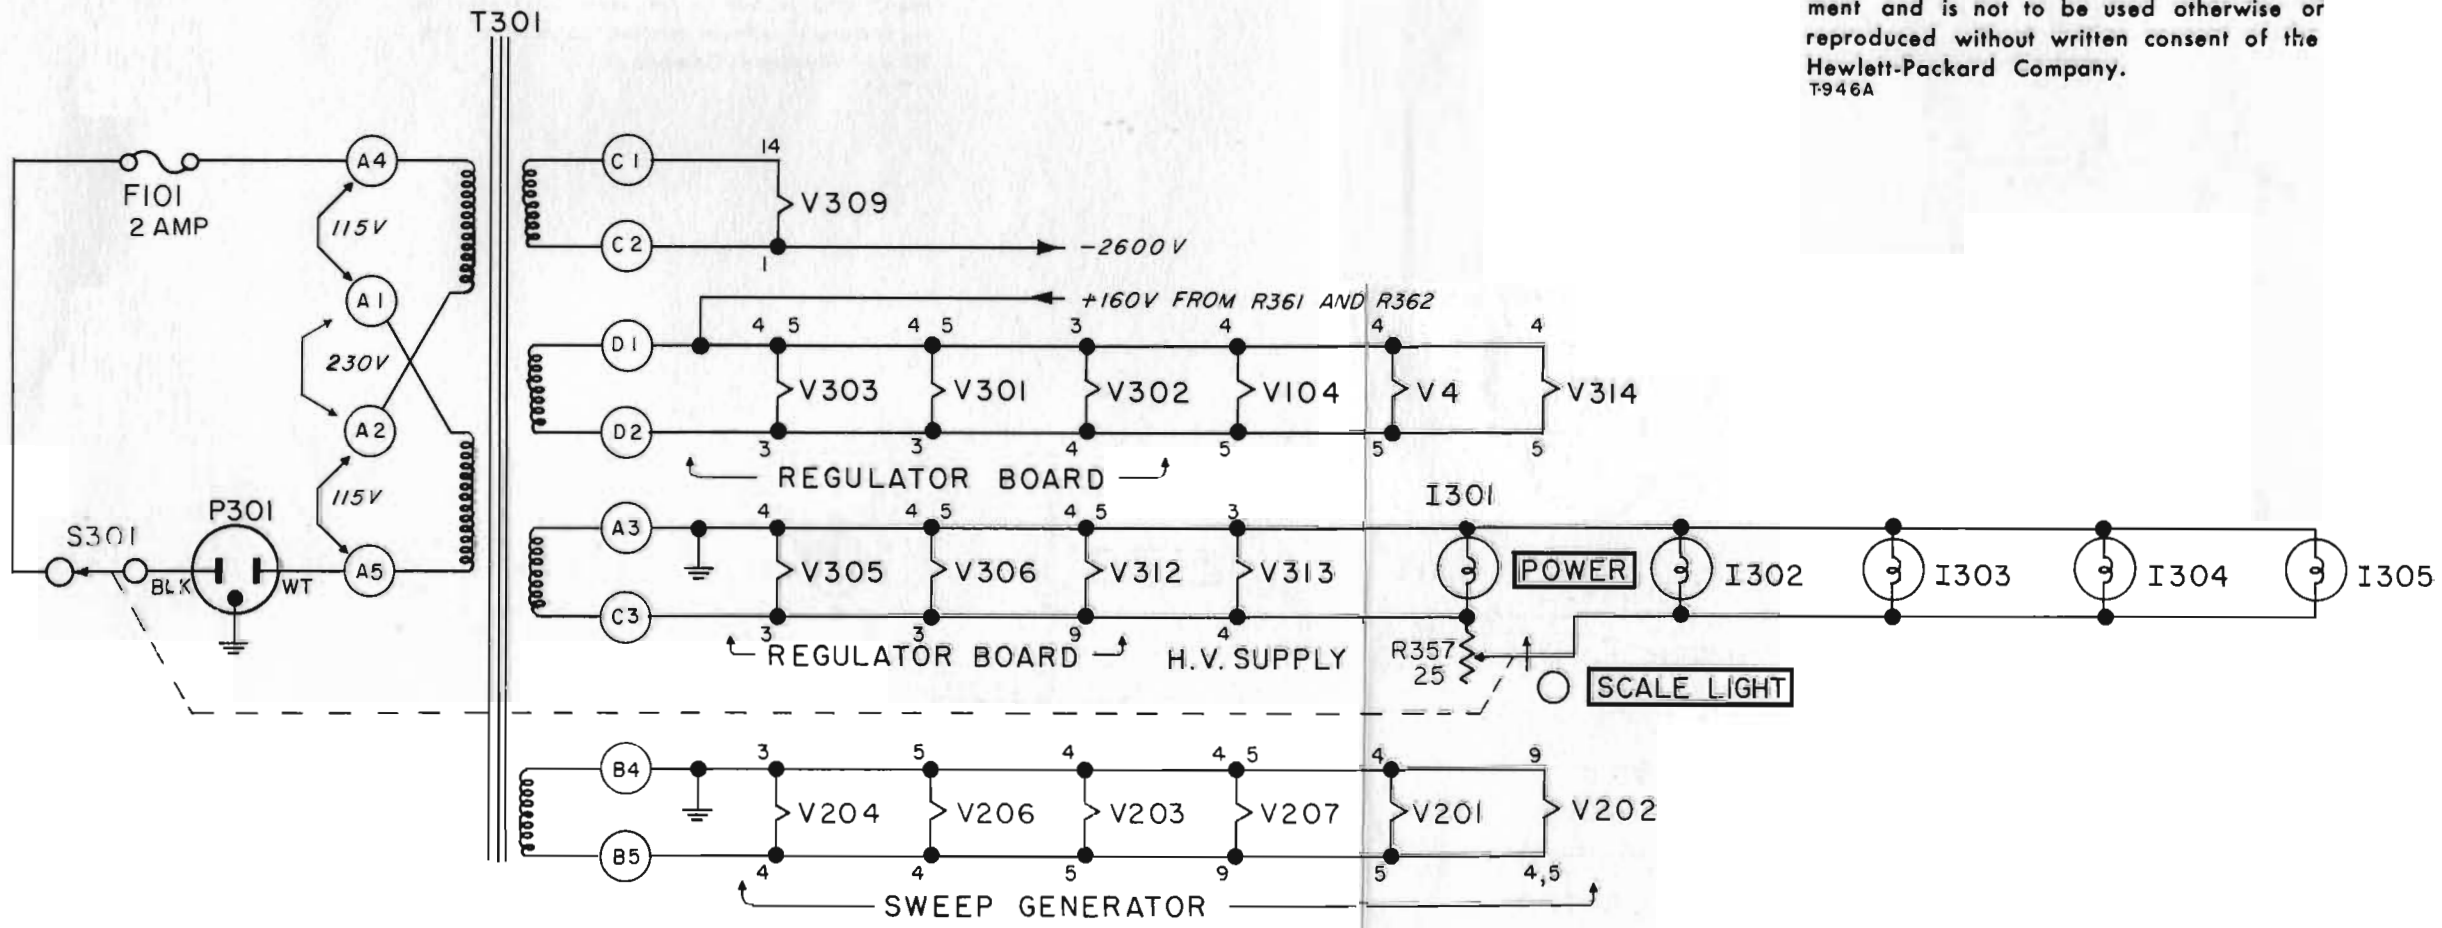 T301
ment and is not to be used otherwise or
reproduced without written consent of the
Hewlett-Packard Company.
T-946A
F101
2 AMP
A4
115V
A1
230V
A2
115V
A5
S301
P301
BLK
WT
C1
14
V309
C2
1
-2600V
+160V FROM R361 AND R362
D1
4 5
4 5
3
4
4
4
V303
V301
V302
V104
V4
V314
D2
3
3
4
5
5
5
REGULATOR BOARD
A3
4
4 5
4 5
3
I301
V305
V306
V312
V313
POWER
I302
I303
I304
I305
C3
3
3
9
4
REGULATOR BOARD
H.V. SUPPLY
R357
25
SCALE LIGHT
B4
3
5
4
4 5
4
9
V204
V206
V203
V207
V201
V202
B5
4
4
5
9
5
4,5
SWEEP GENERATOR